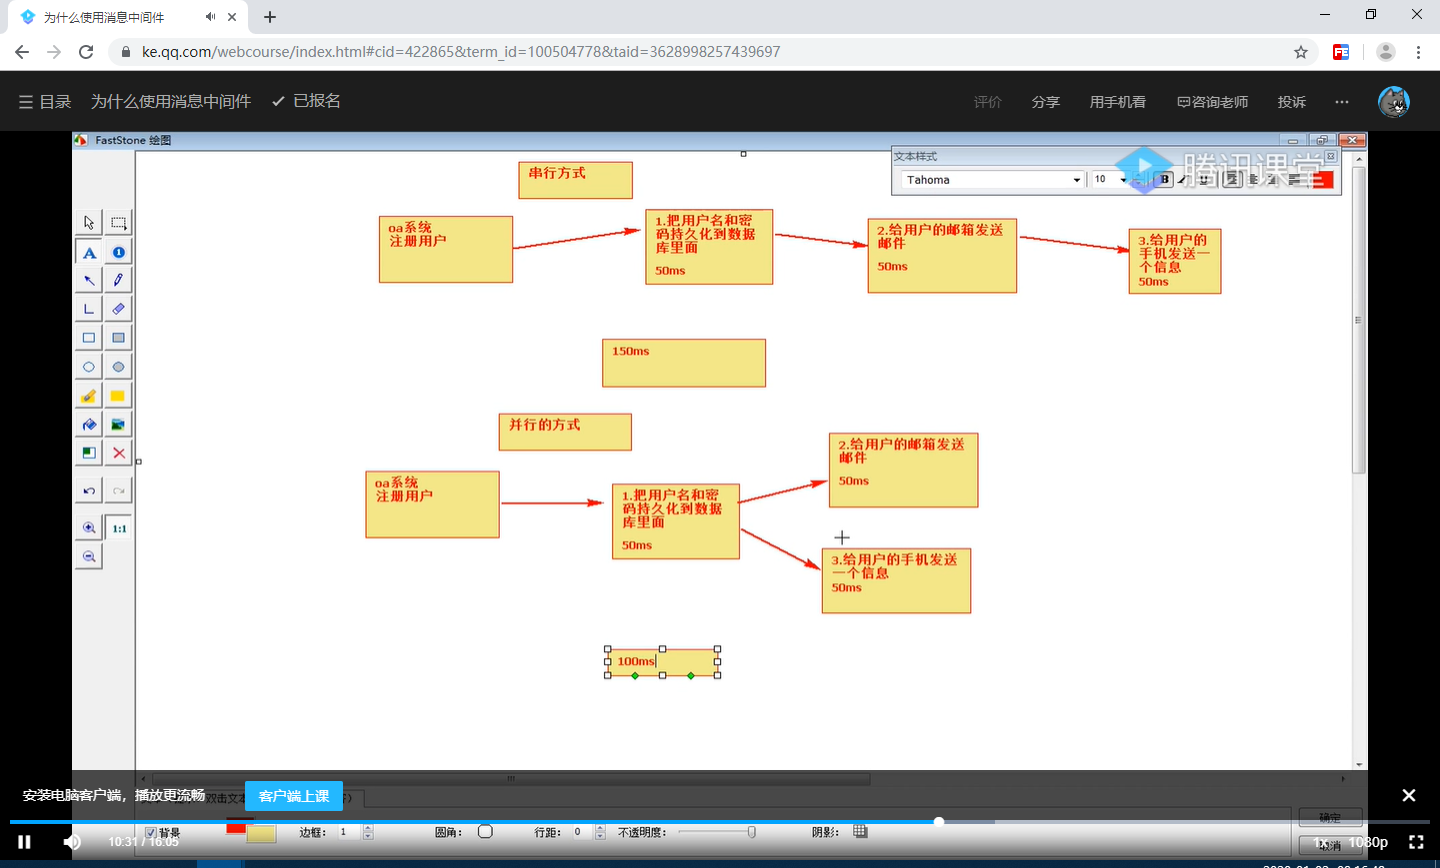 为什么使用消息中间件
ke.qq.com/webcourse/index.html#cid=422865&term_id=100504778&taid=3628998257439697
目录
为什么使用消息中间件
已报名
评价
分享
用手机看
咨询老师
投诉
FastStone 绘图
文本样式
腾讯课堂
Tahoma
10
B
U
串行方式
oa系统
注册用户
1.把用户名和密
码持久化到数据
库里面
50ms
2.给用户的邮箱发送
邮件
50ms
3.给用户的
手机发送一
个信息
50ms
150ms
并行的方式
oa系统
注册用户
1.把用户名和密
码持久化到数据
库里面
50ms
2.给用户的邮箱发送
邮件
50ms
3.给用户的手机发送
一个信息
50ms
100ms
A
1
1:1
安装电脑客户端，播放更流畅
客户端上课
双击文本
背景
边框:
1
圆角:
行距:
0
不透明度:
阴影:
确定
取消
10:31 / 16:05
1x
1080p